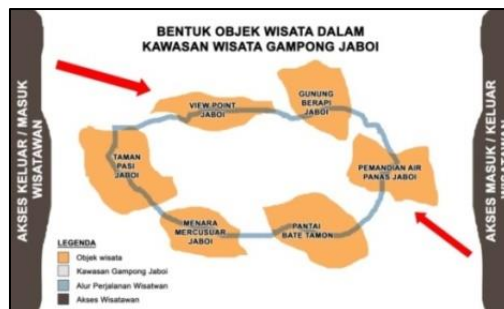 BENTUK OBJEK WISATA DALAM
KAWASAN WISATA GAMPONG JABOI
AKSES KELUAR / MASUK
WISATAWAN
VIEW POINT
JABOI
GUNUNG
BERAPI
JABOI
TAMAN
PASI
JABOI
PEMANDIAN AIR
PANAS JABOI
MENARA
MERCUSUAR
JABOI
PANTAI
BATE TAMON
AKSES MASUK / KELUAR
WISATAWAN
LEGENDA
Objek wisata
Kawasan Gampong Jaboi
Alur Perjalanan Wisatwan
Akses Wisatawan